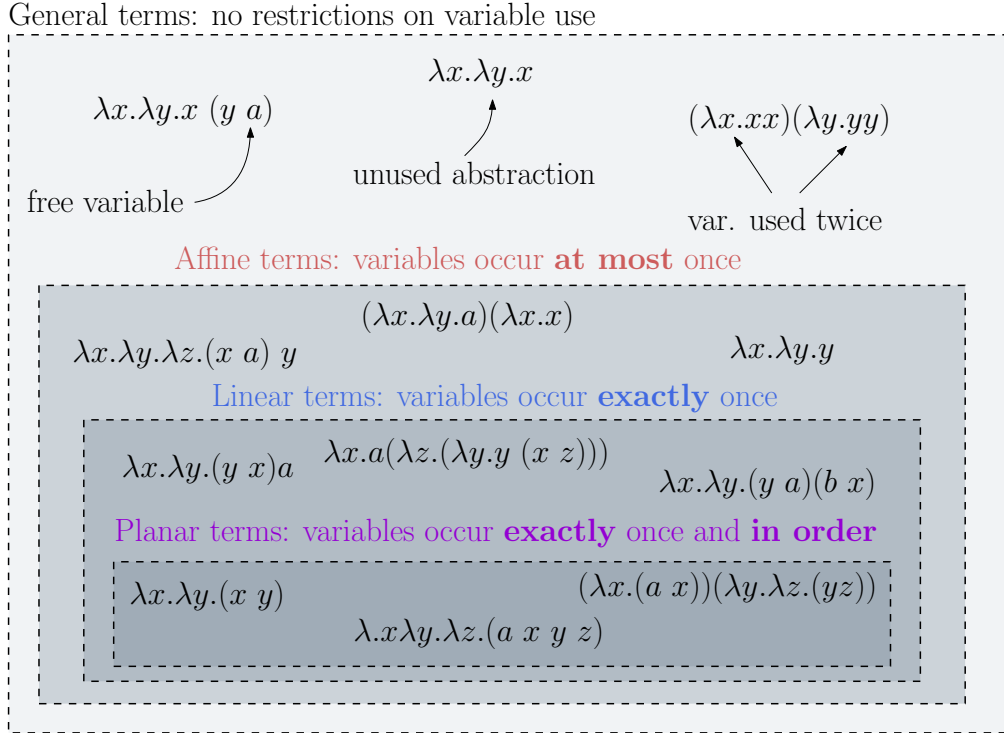 General terms: no restrictions on variable use
λx.λy.x
λx.λy.x (y a)
(λx.xx)(λy.yy)
unused abstraction
free variable
var. used twice
Affine terms: variables occur at most once
(λx.λy.a)(λx.x)
λx.λy.λz.(x a) y
λx.λy.y
Linear terms: variables occur exactly once
λx.λy.(y x)a
λx.a(λz.(λy.y (x z)))
λx.λy.(y a)(b x)
Planar terms: variables occur exactly once and in order
λx.λy.(x y)
(λx.(a x))(λy.λz.(yz))
λ.xλy.λz.(a x y z)